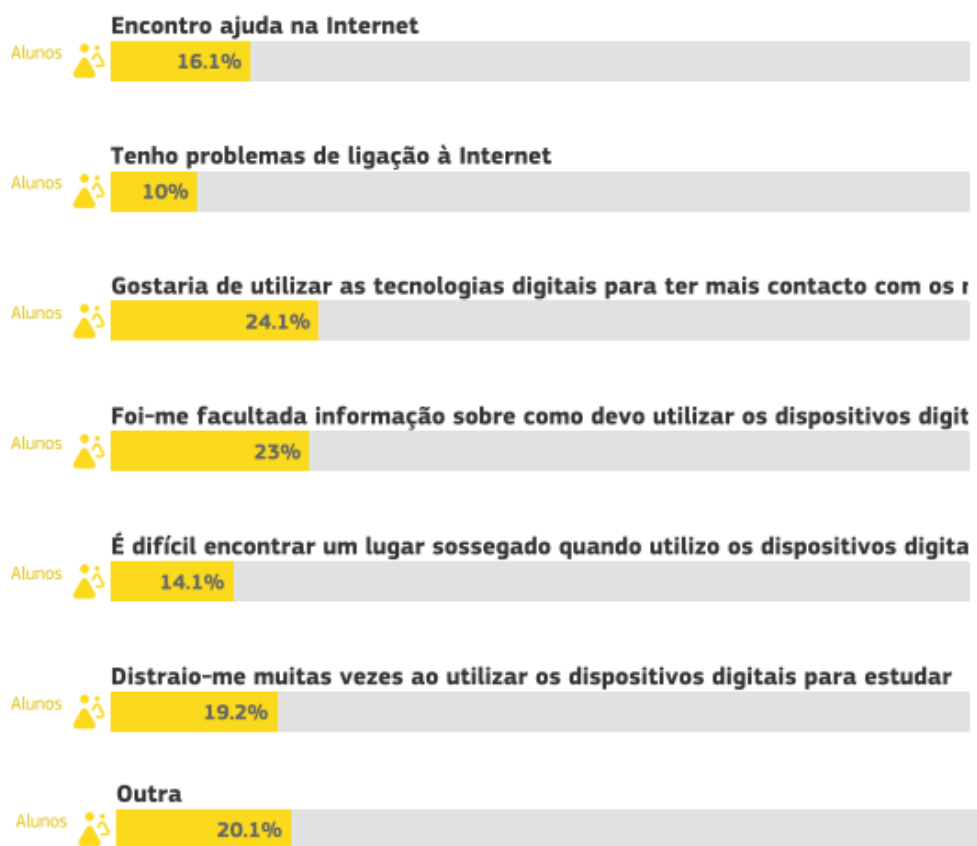 Encontro ajuda na Internet
Alunos 16.1%
Tenho problemas de ligação à Internet
Alunos 10%
Gostaria de utilizar as tecnologias digitais para ter mais contacto com os
Alunos 24.1%
Foi-me facultada informação sobre como devo utilizar os dispositivos digit
Alunos 23%
É difícil encontrar um lugar sossegado quando utilizo os dispositivos digita
Alunos 14.1%
Distraio-me muitas vezes ao utilizar os dispositivos digitais para estudar
Alunos 19.2%
Outra
Alunos 20.1%